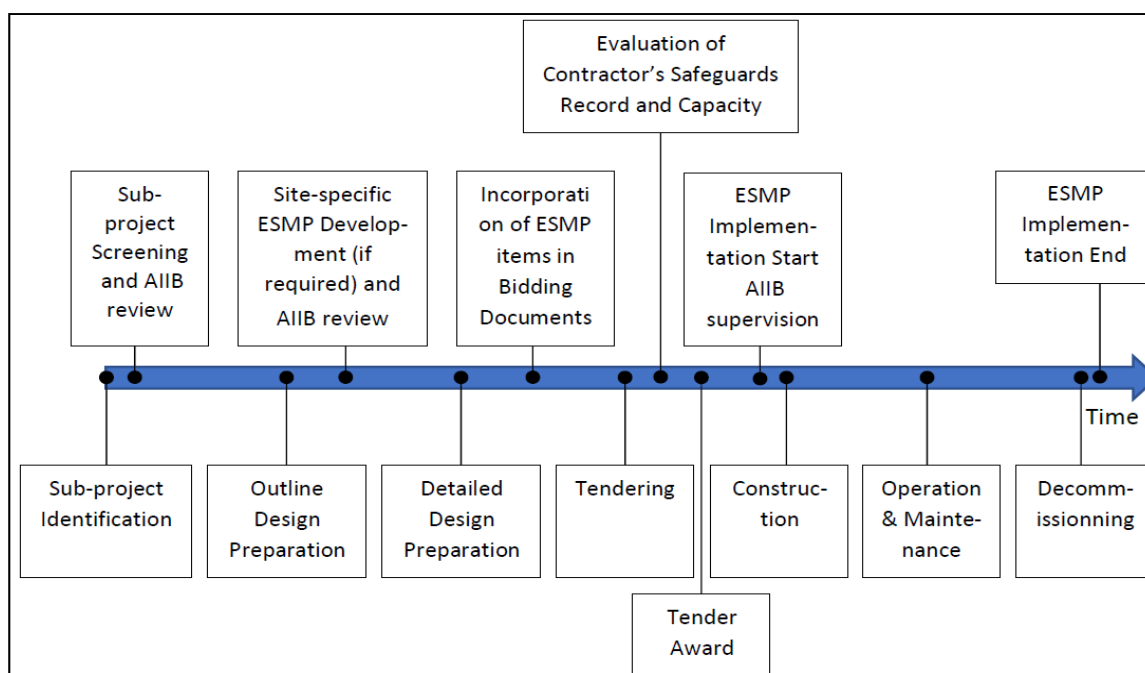 Evaluation of
Contractor's Safeguards
Record and Capacity
Sub-
project
Screening
and AIIB
review
Site-specific
ESMP Develop-
ment (if
required) and
AIIB review
Incorporati
on of ESMP
items in
Bidding
Documents
ESMP
Implemen-
tation Start
AIIB
supervision
ESMP
Implemen-
tation End
Time
Sub-project
Identification
Outline
Design
Preparation
Detailed
Design
Preparation
Tendering
Construc-
tion
Operation
& Mainte-
nance
Decomm-
issionning
Tender
Award